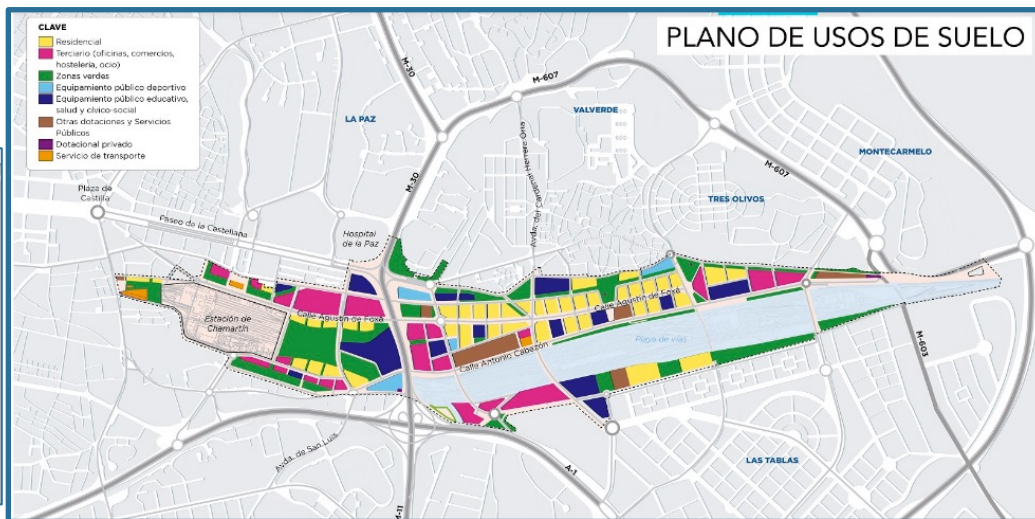 PLANO DE USOS DE SUELO
CLAVE
Residencial
Terciario (oficinas, comercios,
hostelería, ocio)
Zonas verdes
Equipamiento público deportivo
Equipamiento público educativo,
salud y cívico-social
Otras dotaciones y Servicios
Públicos
Dotacional privado
Servicio de transporte
M-30
M-607
VALVERDE
LA PAZ
MONTECARMELO
M-607
M-30
Plaza de
Castilla
TRES OLIVOS
Paseo de la Castellana
Avda. del Cardenal Herrera Oria
Hospital
de la Paz
Calle Agustín de Foxá
Calle Agustín de Foxá
Estación de
Chamartín
Playa de vías
Calle Antonio Cabezón
M-603
Avda. de San Luis
A-1
LAS TABLAS
M-11